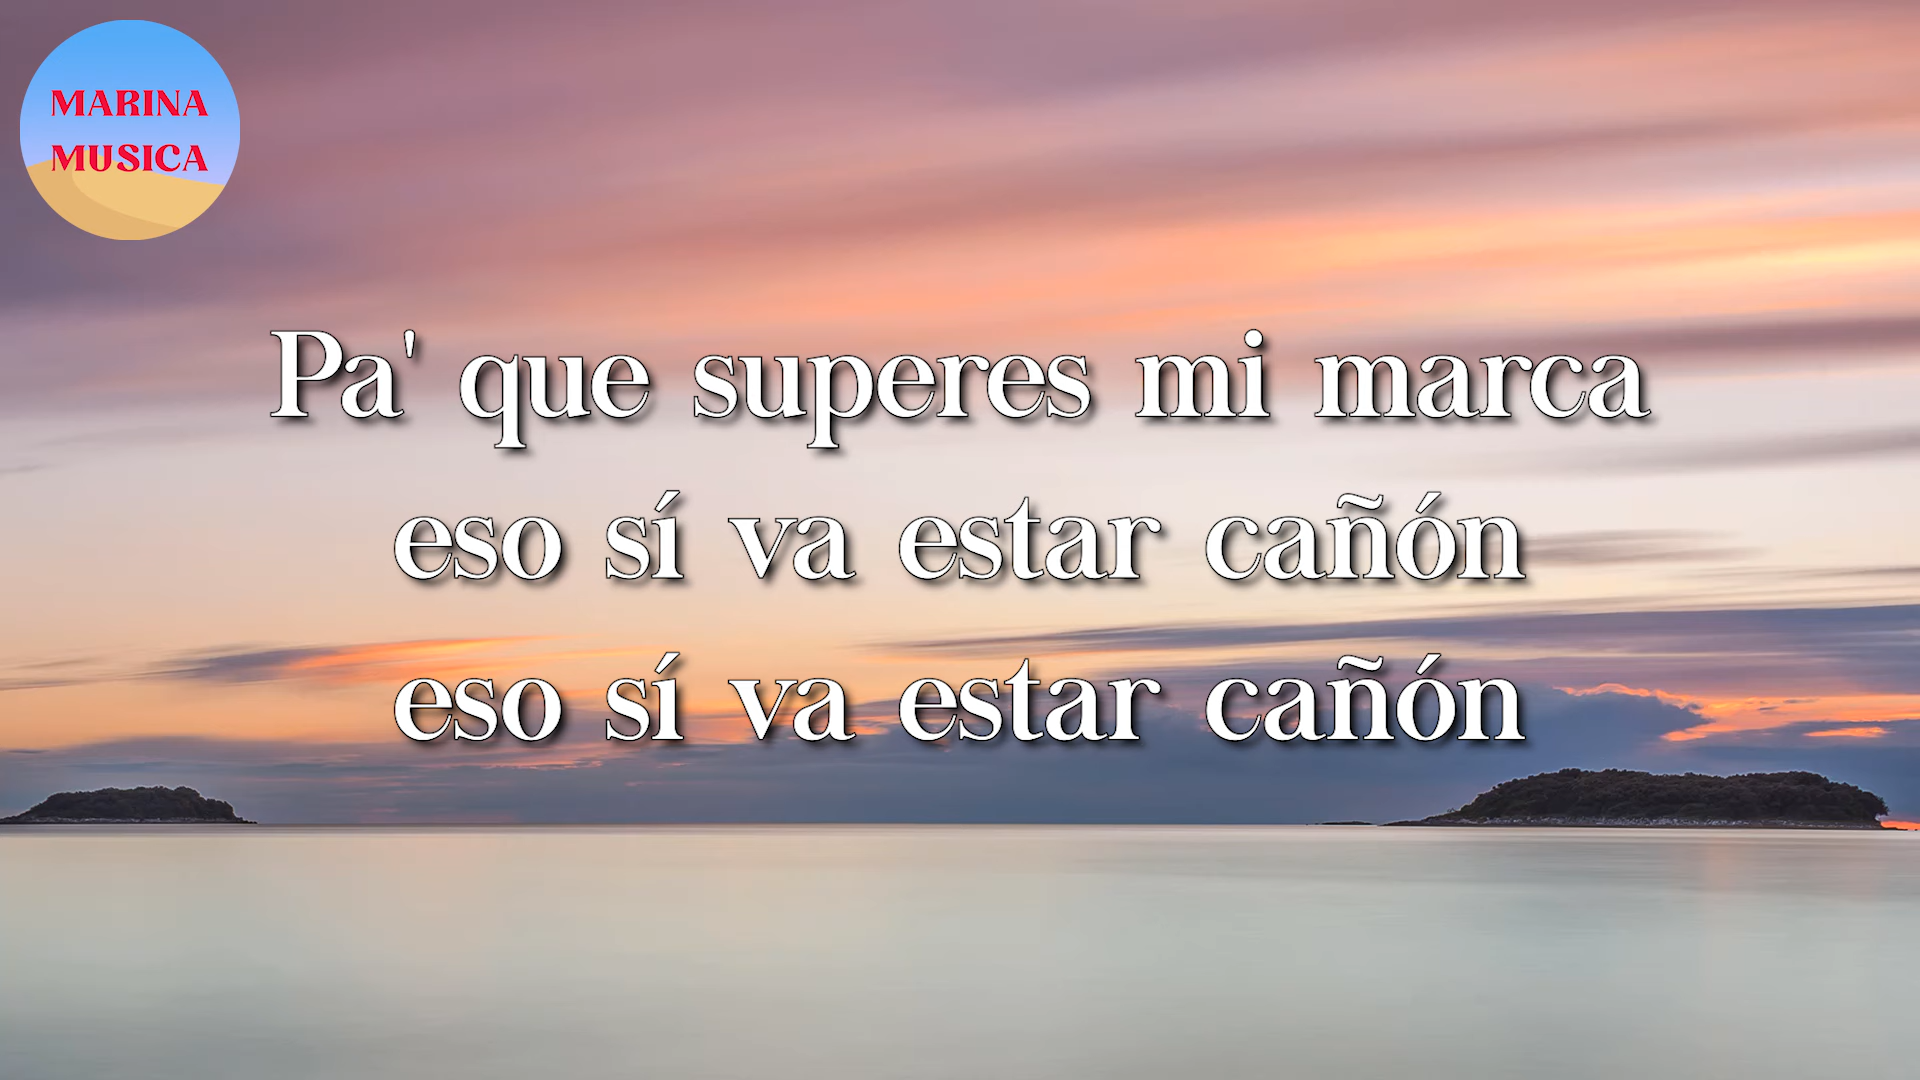 MARINA
MUSICA
Pa' que superes mi marca
eso sí va estar cañón
eso sí va estar cañón